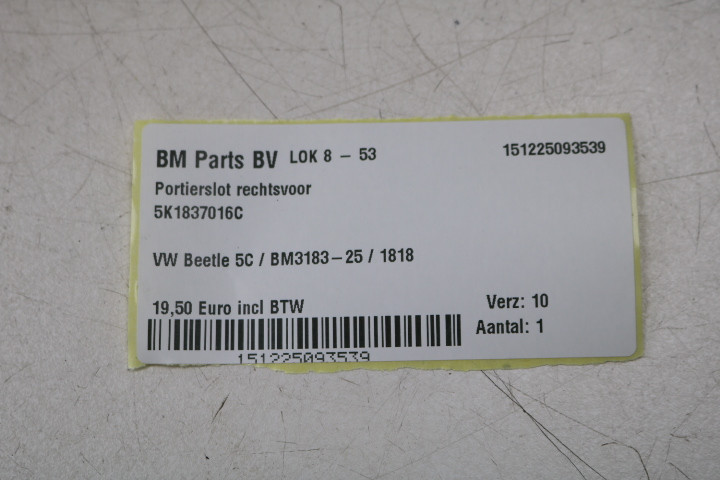 BM Parts BV LOK 8 - 53 151225093539
Portierslot rechtsvoor
5K1837016C
VW Beetle 5C / BM3183-25 / 1818
19,50 Euro incl BTW Verz: 10
Aantal: 1
151225093539